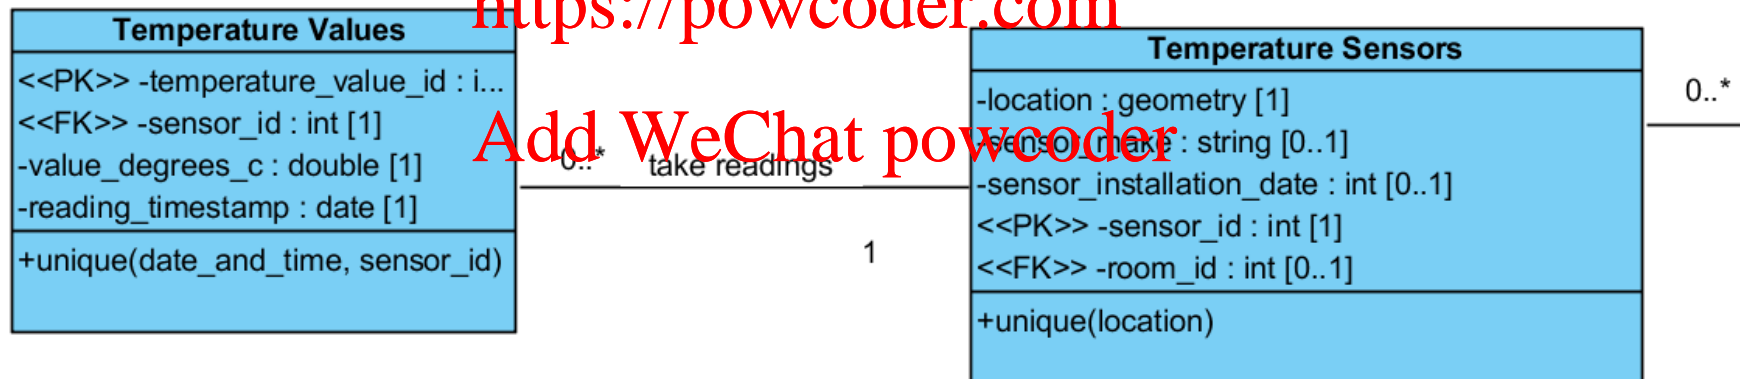 https://powcoder.com
Temperature Values
<<PK>> -temperature_value_id : i...
<<FK>> -sensor_id : int [1]
-value_degrees_c : double [1]
-reading_timestamp : date [1]
+unique(date_and_time, sensor_id)
Add WeChat powcoder
0..*
take readings
1
Temperature Sensors
-location : geometry [1]
-sensor_make : string [0..1]
-sensor_installation_date : int [0..1]
<<PK>> -sensor_id : int [1]
<<FK>> -room_id : int [0..1]
+unique(location)
0..*